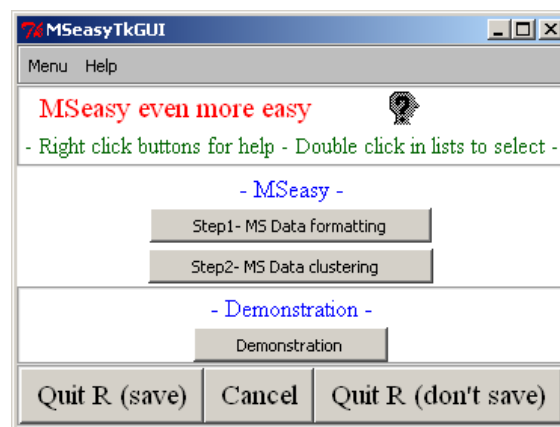 MSeasyTkGUI
Menu Help
MSeasy even more easy
- Right click buttons for help - Double click in lists to select -
- MSeasy -
Step1- MS Data formatting
Step2- MS Data clustering
- Demonstration -
Demonstration
Quit R (save) Cancel Quit R (don't save)